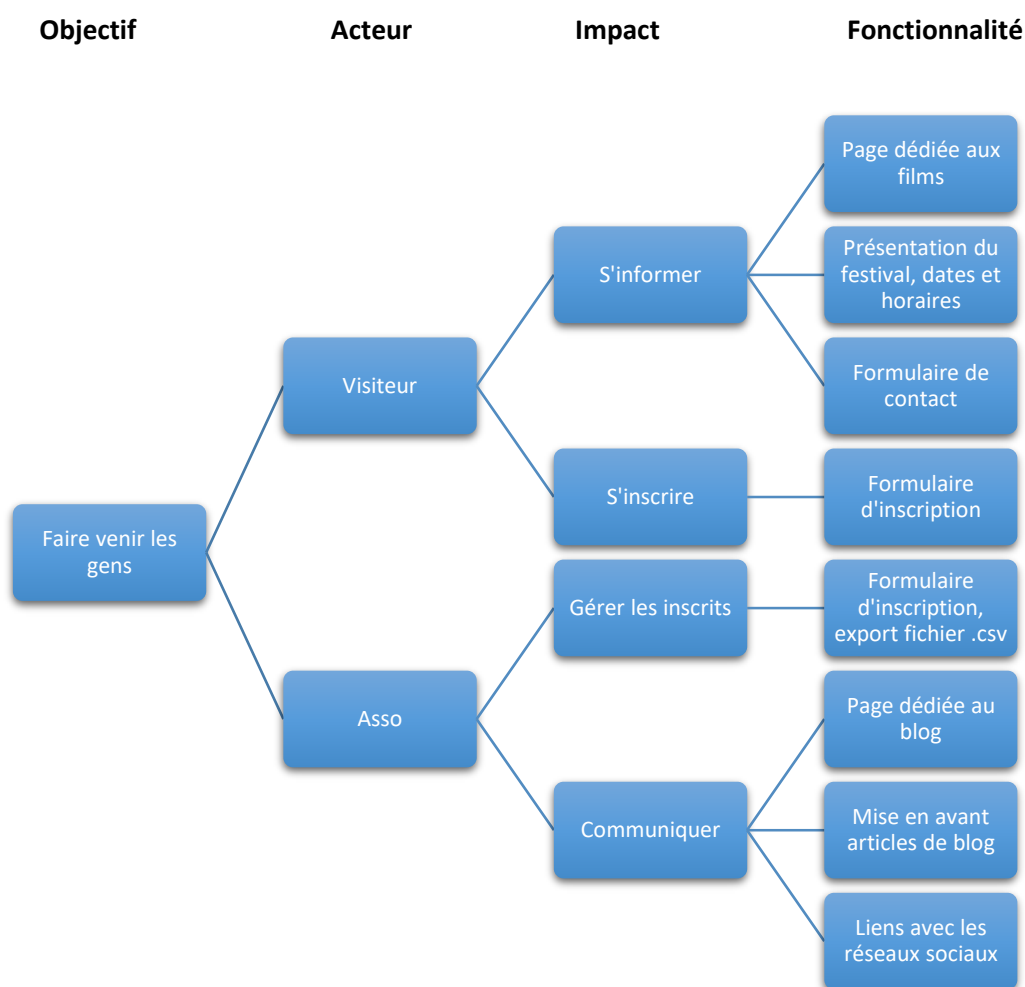 Objectif Acteur Impact Fonctionnalité
Page dédiée aux
films
S'informer
Présentation du
festival, dates et
horaires
Visiteur
Formulaire de
contact
S'inscrire
Formulaire
d'inscription
Faire venir les
gens
Gérer les inscrits
Formulaire
d'inscription,
export fichier .csv
Asso
Page dédiée au
blog
Communiquer
Mise en avant
articles de blog
Liens avec les
réseaux sociaux